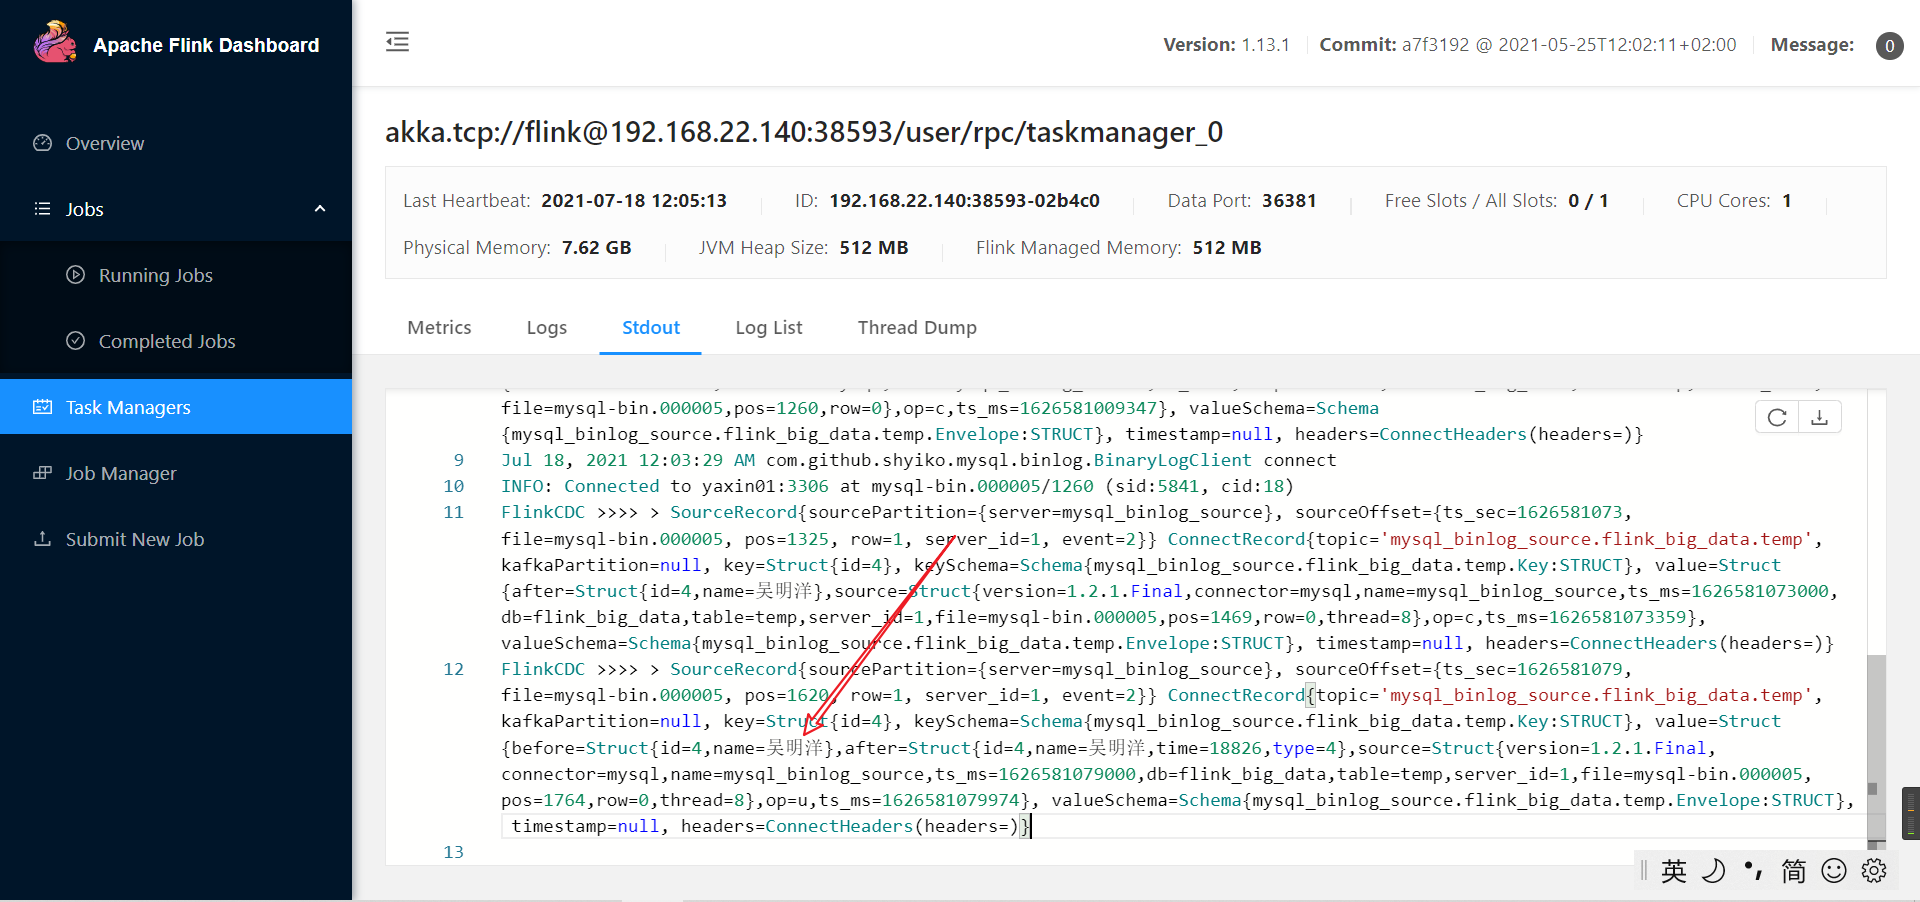 Apache Flink Dashboard
Version: 1.13.1 Commit: a7f3192 @ 2021-05-25T12:02:11+02:00 Message: 0
Overview
Jobs
Running Jobs
Completed Jobs
Task Managers
Job Manager
Submit New Job
akka.tcp://flink@192.168.22.140:38593/user/rpc/taskmanager_0
Last Heartbeat: 2021-07-18 12:05:13 ID: 192.168.22.140:38593-02b4c0 Data Port: 36381 Free Slots / All Slots: 0 / 1 CPU Cores: 1
Physical Memory: 7.62 GB JVM Heap Size: 512 MB Flink Managed Memory: 512 MB
Metrics Logs Stdout Log List Thread Dump
file=mysql-bin.000005,pos=1260,row=0},op=c,ts_ms=1626581009347}, valueSchema=Schema
{mysql_binlog_source.flink_big_data.temp.Envelope:STRUCT}, timestamp=null, headers=ConnectHeaders(headers=)}
9 Jul 18, 2021 12:03:29 AM com.github.shyiko.mysql.binlog.BinaryLogClient connect
10 INFO: Connected to yaxin01:3306 at mysql-bin.000005/1260 (sid:5841, cid:18)
11 FlinkCDC >>>> > SourceRecord{sourcePartition={server=mysql_binlog_source}, sourceOffset={ts_sec=1626581073,
file=mysql-bin.000005, pos=1325, row=1, server_id=1, event=2}} ConnectRecord{topic='mysql_binlog_source.flink_big_data.temp',
kafkaPartition=null, key=Struct{id=4}, keySchema=Schema{mysql_binlog_source.flink_big_data.temp.Key:STRUCT}, value=Struct
{after=Struct{id=4,name=吴明洋},source=Struct{version=1.2.1.Final,connector=mysql,name=mysql_binlog_source,ts_ms=1626581073000,
db=flink_big_data,table=temp,server_id=1,file=mysql-bin.000005,pos=1469,row=0,thread=8},op=c,ts_ms=1626581073359},
valueSchema=Schema{mysql_binlog_source.flink_big_data.temp.Envelope:STRUCT}, timestamp=null, headers=ConnectHeaders(headers=)}
12 FlinkCDC >>>> > SourceRecord{sourcePartition={server=mysql_binlog_source}, sourceOffset={ts_sec=1626581079,
file=mysql-bin.000005, pos=1620, row=1, server_id=1, event=2}} ConnectRecord{topic='mysql_binlog_source.flink_big_data.temp',
kafkaPartition=null, key=Struct{id=4}, keySchema=Schema{mysql_binlog_source.flink_big_data.temp.Key:STRUCT}, value=Struct
{before=Struct{id=4,name=吴明洋},after=Struct{id=4,name=吴明洋,time=18826,type=4},source=Struct{version=1.2.1.Final,
connector=mysql,name=mysql_binlog_source,ts_ms=1626581079000,db=flink_big_data,table=temp,server_id=1,file=mysql-bin.000005,
pos=1764,row=0,thread=8},op=u,ts_ms=1626581079974}, valueSchema=Schema{mysql_binlog_source.flink_big_data.temp.Envelope:STRUCT},
timestamp=null, headers=ConnectHeaders(headers=)}
13
英 简